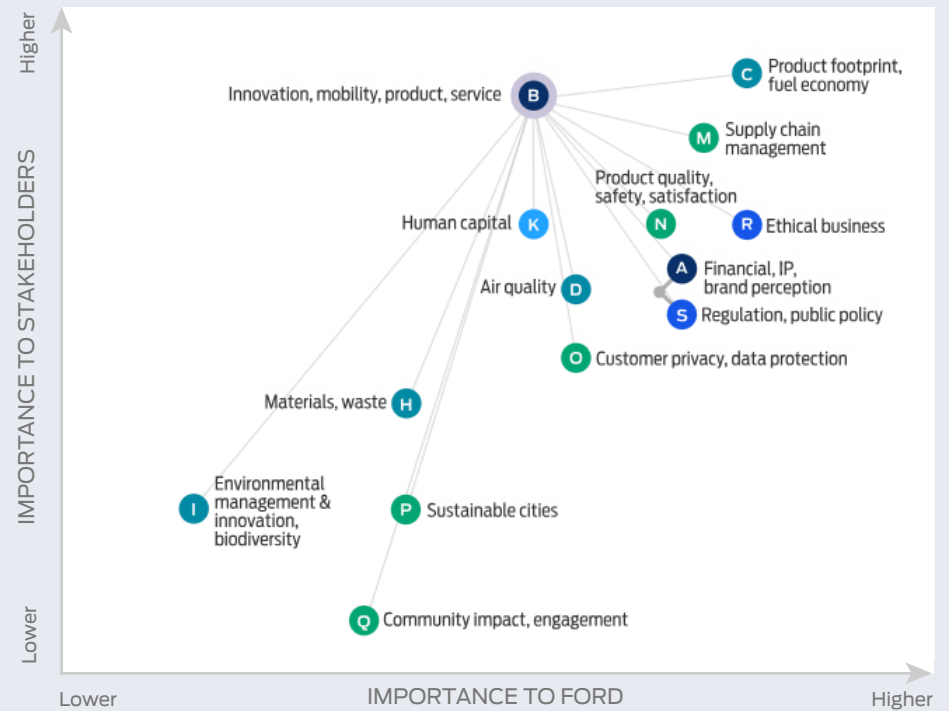 Higher
IMPORTANCE TO STAKEHOLDERS
Lower
Innovation, mobility, product, service
B
C
Product footprint,
fuel economy
M
Supply chain
management
Product quality,
safety, satisfaction
N
Human capital
K
R
Ethical business
A
Financial, IP,
brand perception
Air quality
D
S
Regulation, public policy
O
Customer privacy, data protection
Materials, waste
H
I
Environmental
management &
innovation,
biodiversity
P
Sustainable cities
Q
Community impact, engagement
Lower
IMPORTANCE TO FORD
Higher